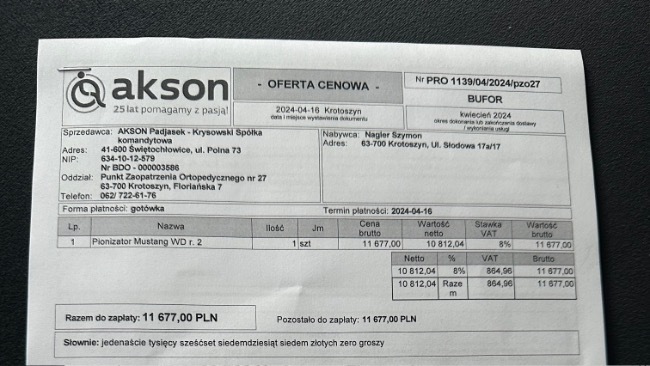 akson
25 lat pomagamy z pasją!
- OFERTA CENOWA -
2024-04-16 Krotoszyn
data i miejsce wystawienia dokumentu
Nr PRO 1139/04/2024/pzo27
BUFOR
kwiecień 2024
okres dokonania lub zakończenia dostawy
/ wykonania usługi
Sprzedawca: AKSON Padjasek - Krysowski Spółka
komandytowa
Adres: 41-600 Świętochłowice, ul. Polna 73
NIP: 634-10-12-579
Nr BDO - 000003586
Oddział: Punkt Zaopatrzenia Ortopedycznego nr 27
63-700 Krotoszyn, Floriańska 7
Telefon: 062/ 722-61-76
Nabywca: Nagler Szymon
Adres: 63-700 Krotoszyn, Ul. Słodowa 17a/17
Forma płatności: gotówka Termin płatności: 2024-04-16
Lp. Nazwa Ilość Jm Cena brutto Wartość netto Stawka VAT Wartość brutto
1 Pionizator Mustang WD r. 2 1 szt 11 677,00 10 812,04 8% 11 677,00
Netto % VAT Brutto
10 812,04 8% 864,96 11 677,00
10 812,04 Razem 864,96 11 677,00
Razem do zapłaty: 11 677,00 PLN Pozostało do zapłaty: 11 677,00 PLN
Słownie: jedenaście tysięcy sześćset siedemdziesiąt siedem złotych zero groszy